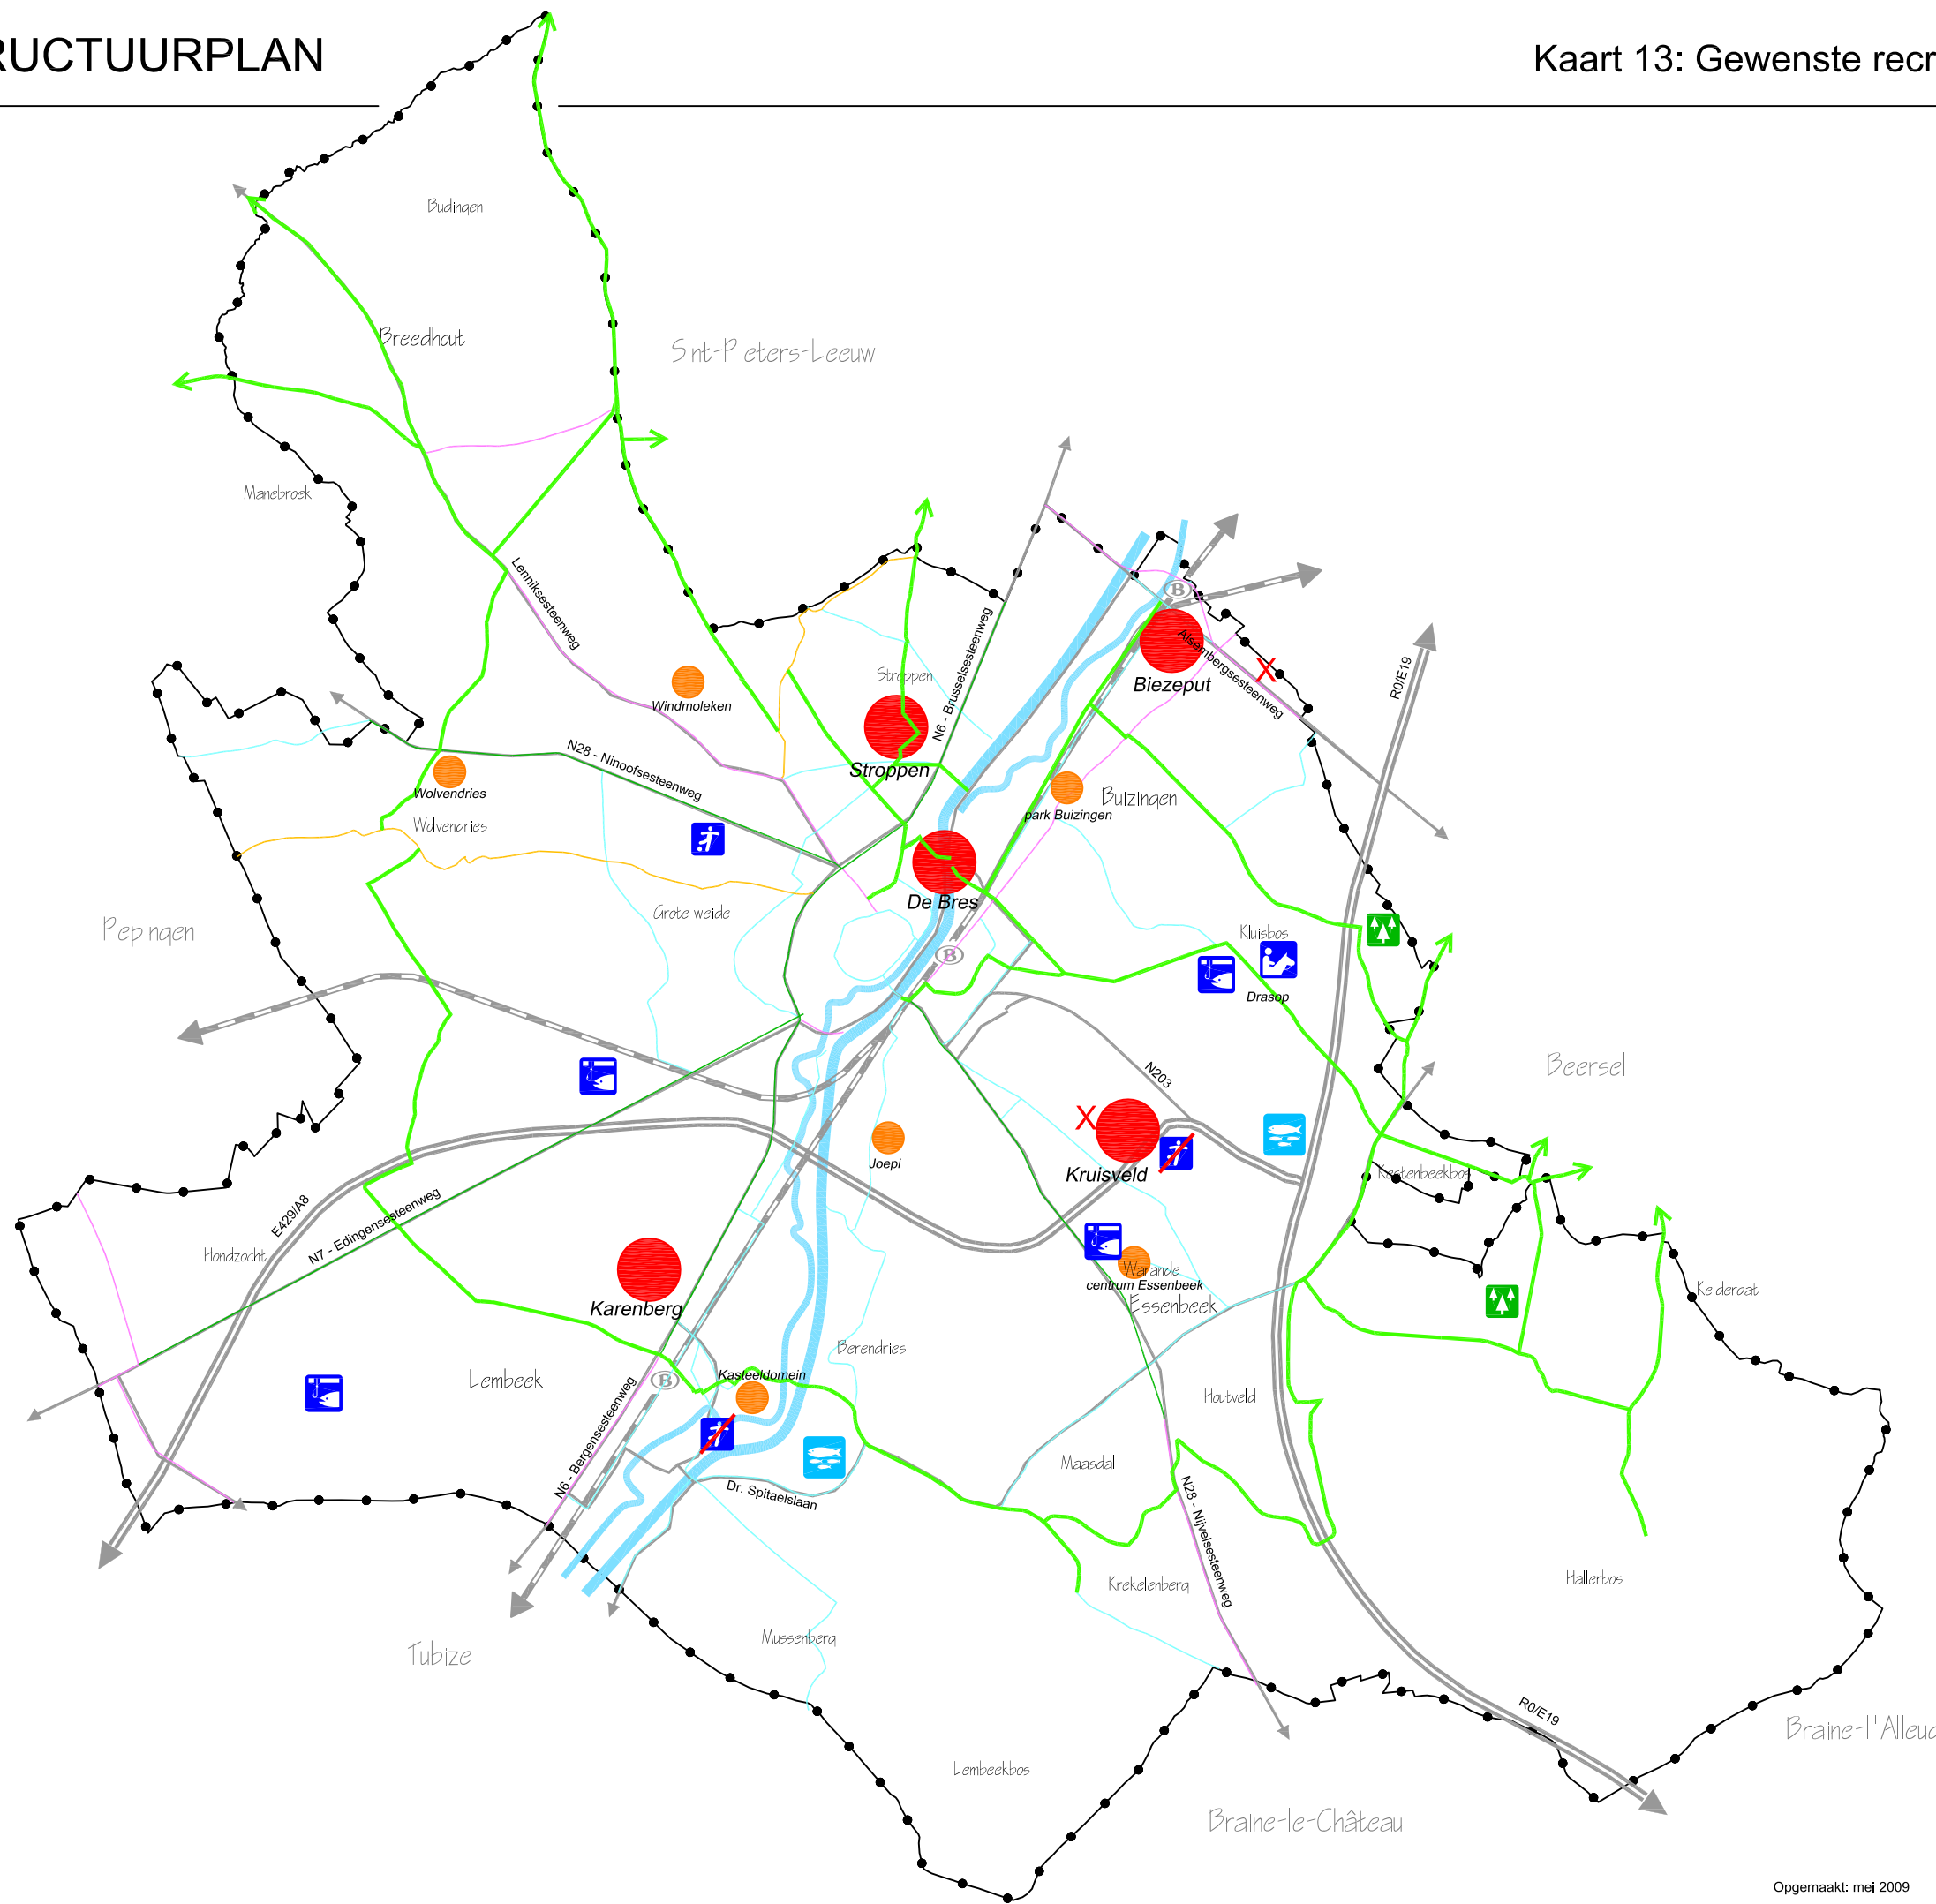 RUCTUURPLAN
Kaart 13: Gewenste recr
Budingen
Breedhout
Sint-Pieters-Leeuw
Manebroek
Lenniksesteenweg
Stroppen
N6 - Brusselsesteenweg
B
Alsembergsesteenweg
X
R0/E19
Biezeput
Windmoleken
Stroppen
N28 - Ninoofsesteenweg
Wolvendries
Wolvendries
park Buizingen
Buizingen
De Bres
Grote weide
Pepingen
Kluisbos
B
Drasop
Beersel
N203
X
Kruisveld
Joepi
Kestenbeekbos
E429/A8
N7 - Edingensesteenweg
Hondzocht
Karenberg
Warande
centrum Essenbeek
Essenbeek
Keldergat
Berendries
Lembeek
B
Kasteeldomein
Houtveld
N6 - Bergensesteenweg
Maasdal
Dr. Spitaelslaan
N28 - Nijvelsesteenweg
Krekelenberg
Hallerbos
Tubize
Mussenberg
R0/E19
Braine-l'Alleud
Lembeekbos
Braine-le-Château
Opgemaakt: mei 2009